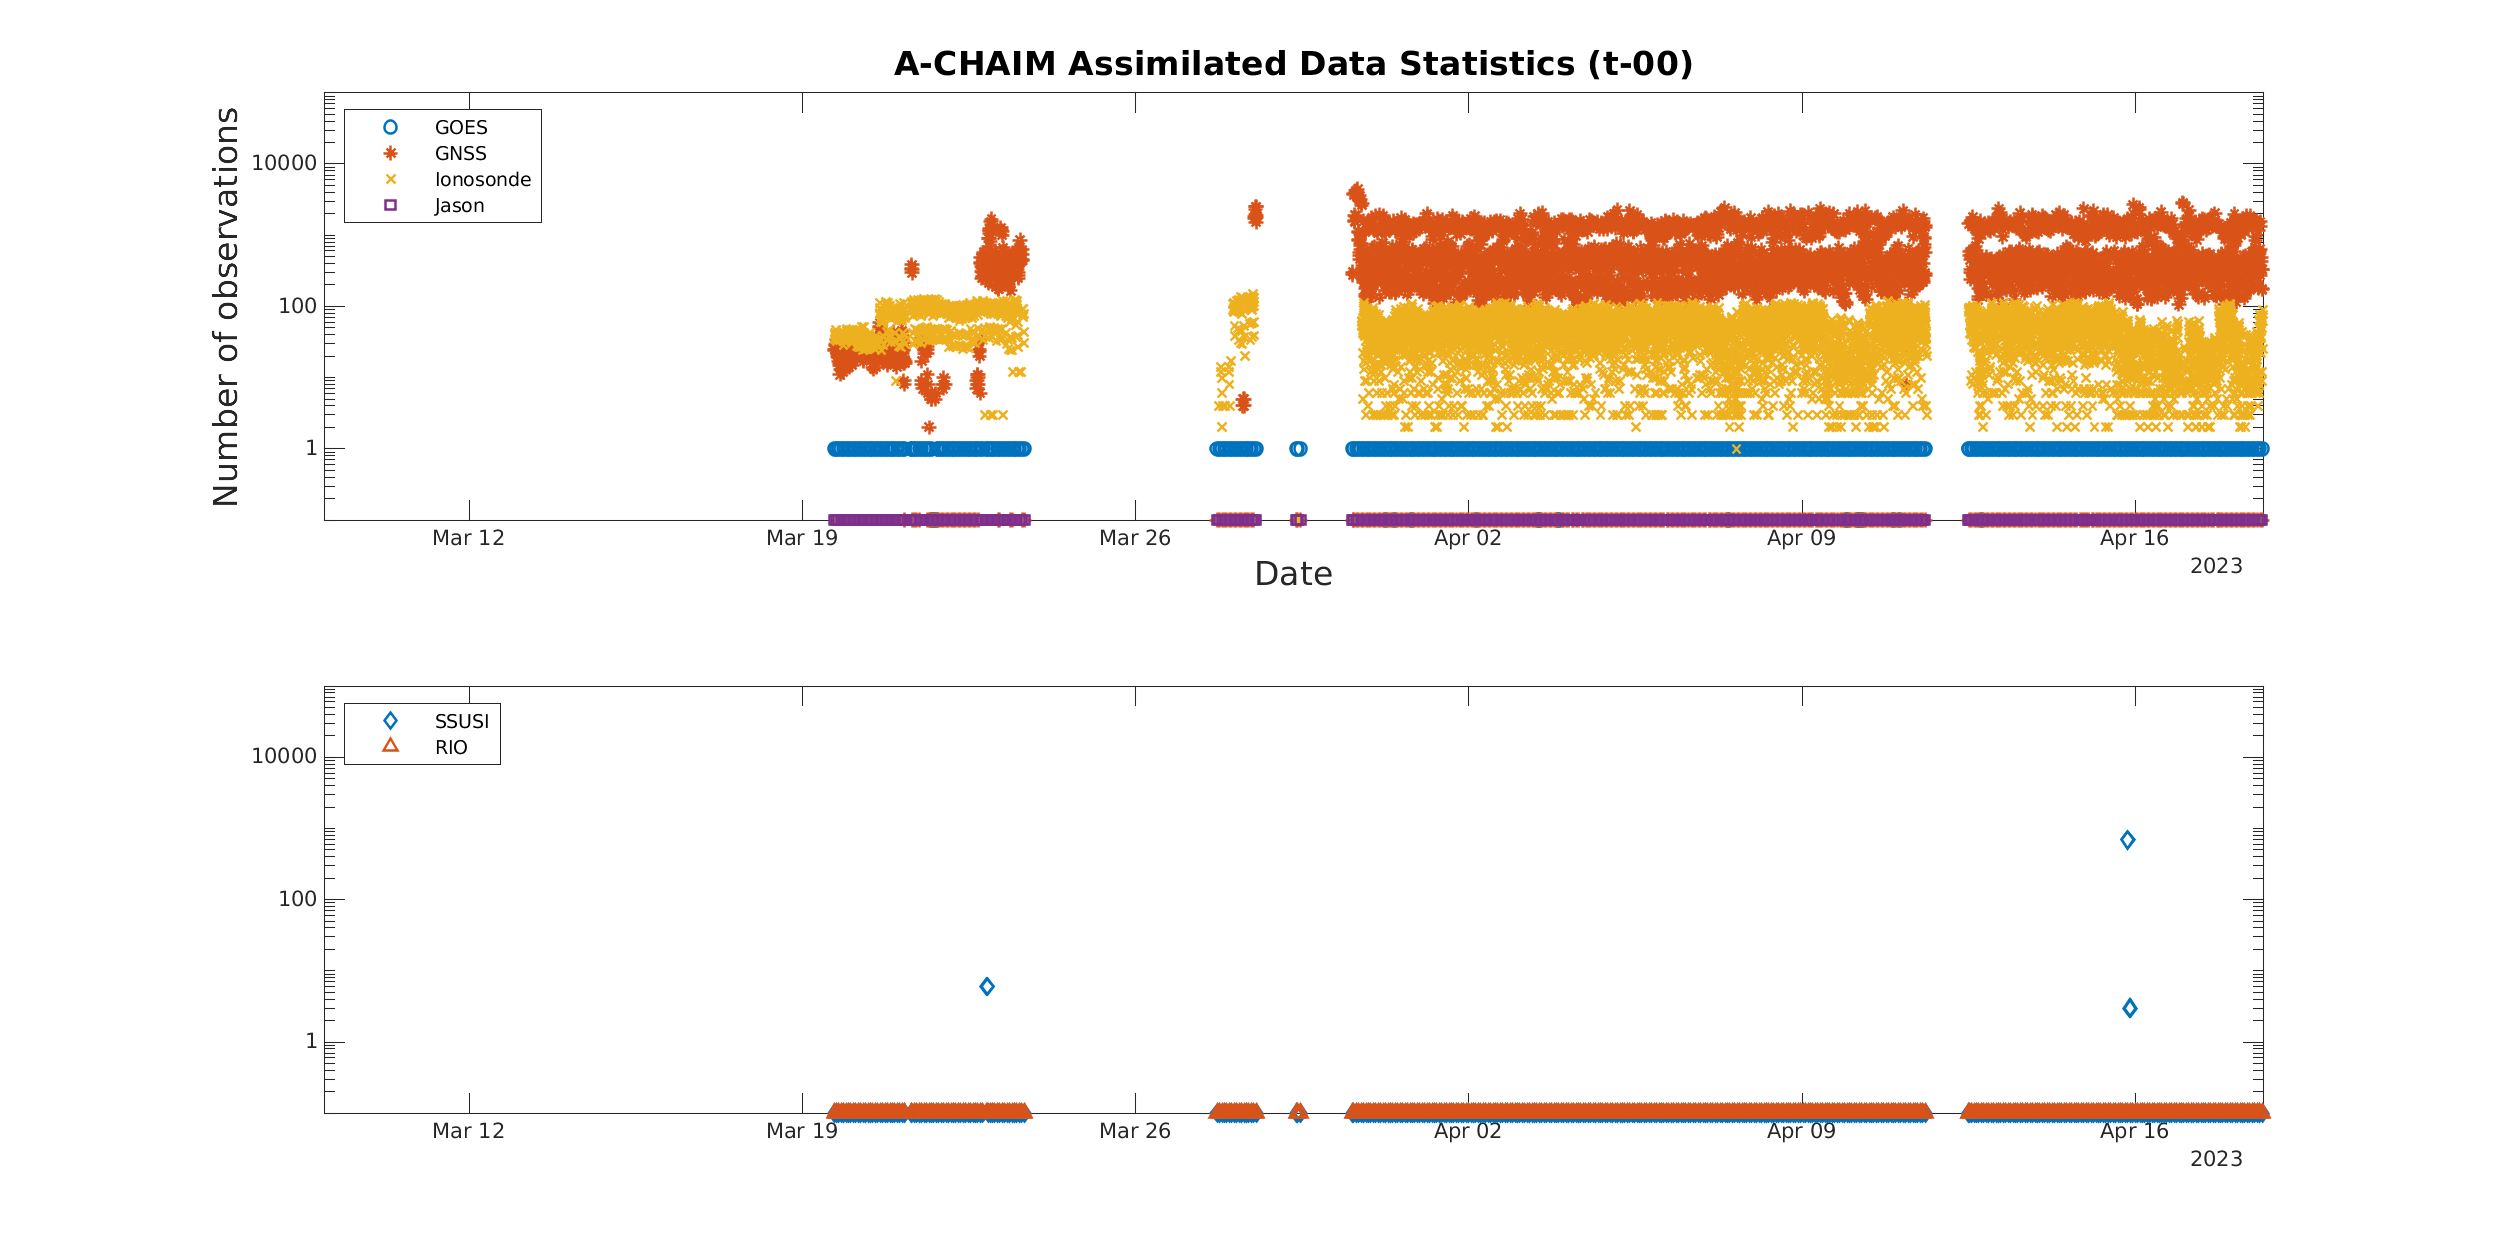 A-CHAIM Assimilated Data Statistics (t-00)
Number of observations
GOES
GNSS
Ionosonde
Jason
10000
100
1
Mar 12 Mar 19 Mar 26 Apr 02 Apr 09 Apr 16
2023
Date
SSUSI
RIO
10000
100
1
Mar 12 Mar 19 Mar 26 Apr 02 Apr 09 Apr 16
2023